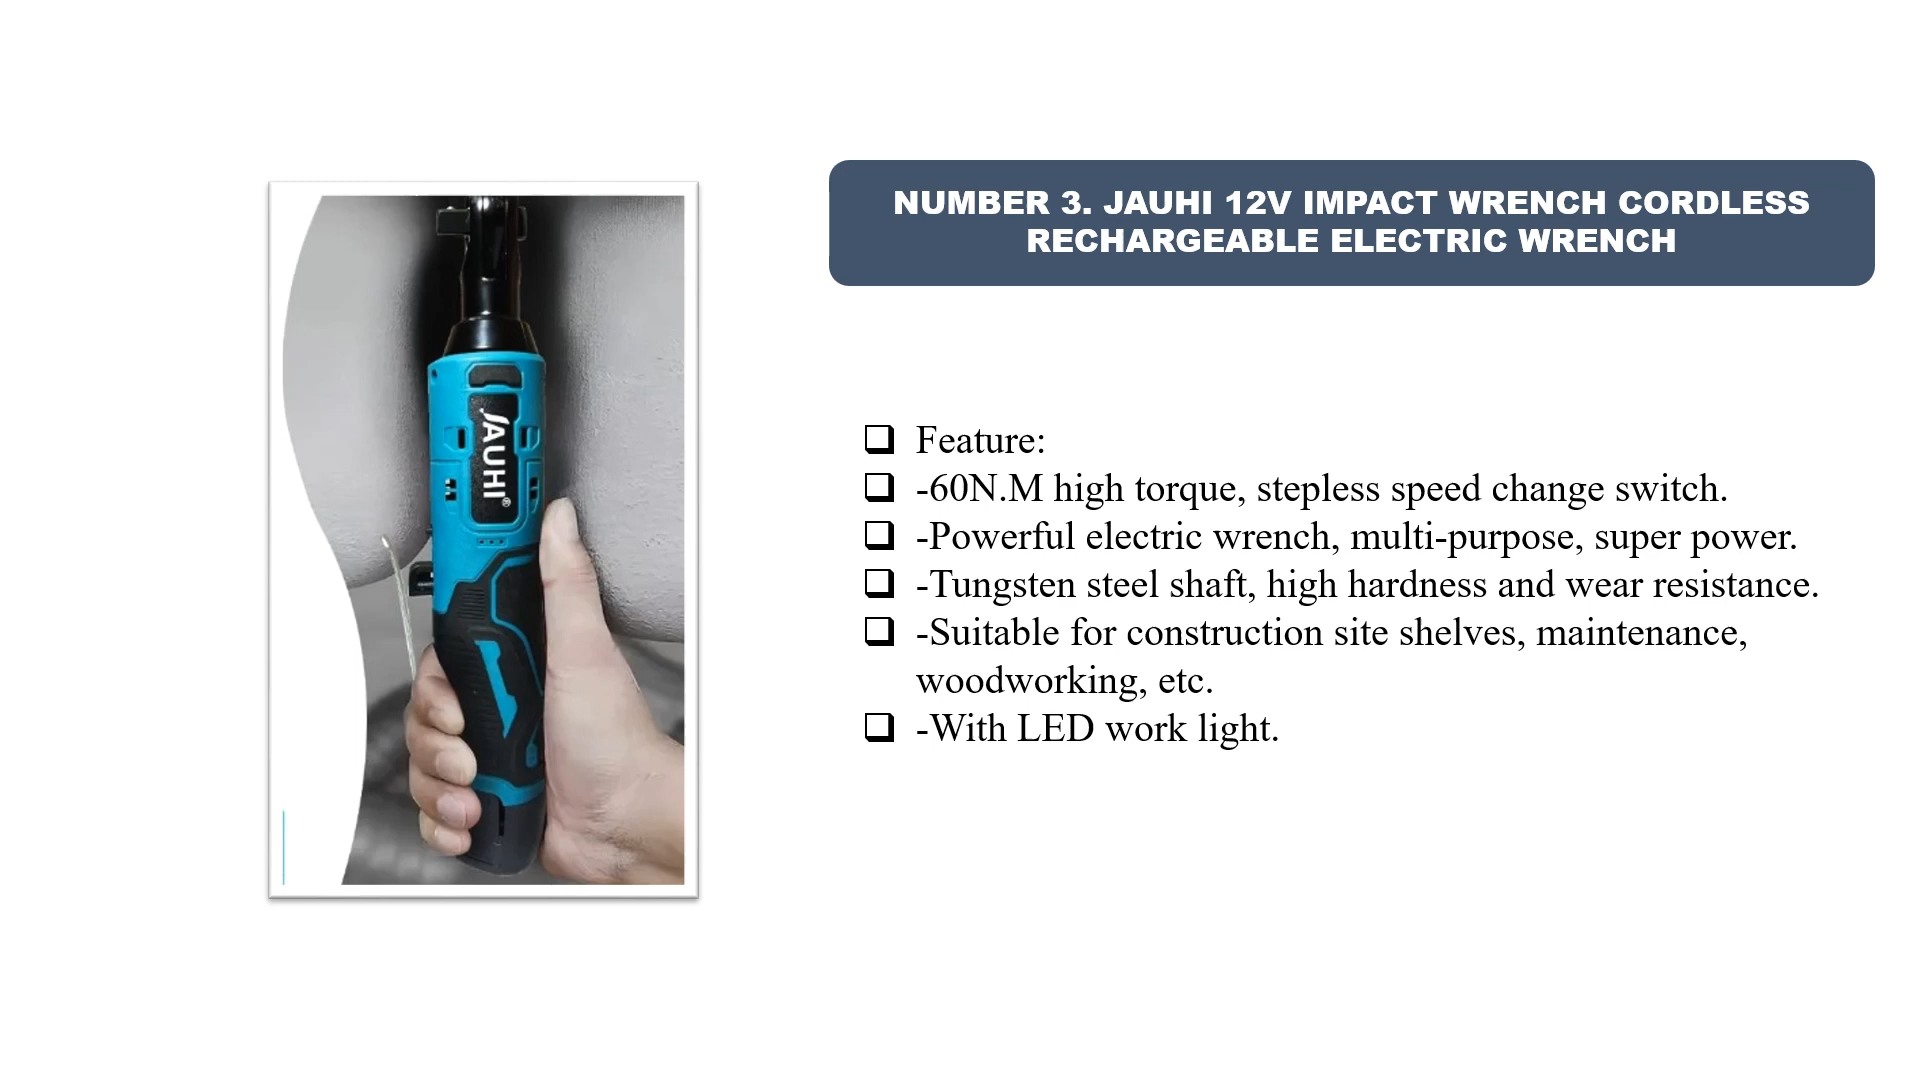 NUMBER 3. JAUHI 12V IMPACT WRENCH CORDLESS
RECHARGEABLE ELECTRIC WRENCH
JAUHI®
Feature:
-60N.M high torque, stepless speed change switch.
-Powerful electric wrench, multi-purpose, super power.
-Tungsten steel shaft, high hardness and wear resistance.
-Suitable for construction site shelves, maintenance,
woodworking, etc.
-With LED work light.